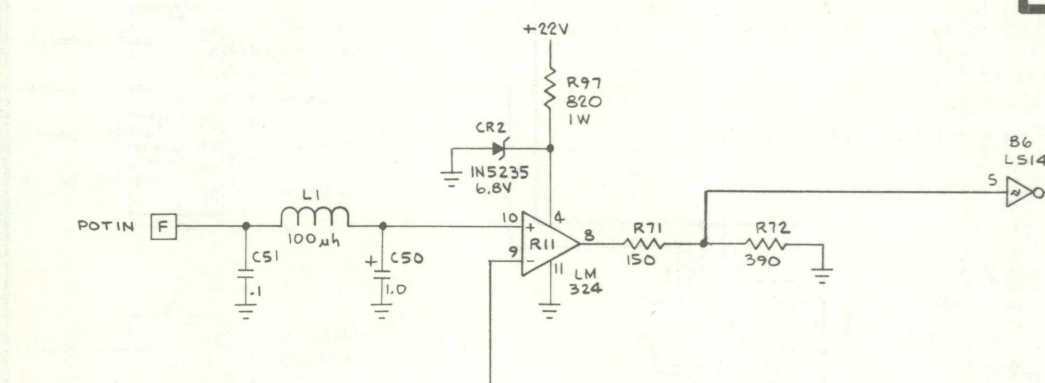 +22V
R97
820
1W
CR2
1N5235
6.8V
B6
LS14
5
L1
100µh
POTIN F
10
+
4
R11
9
-
11
8
LM
324
R71
150
R72
390
C51
.1
+
C50
1.0